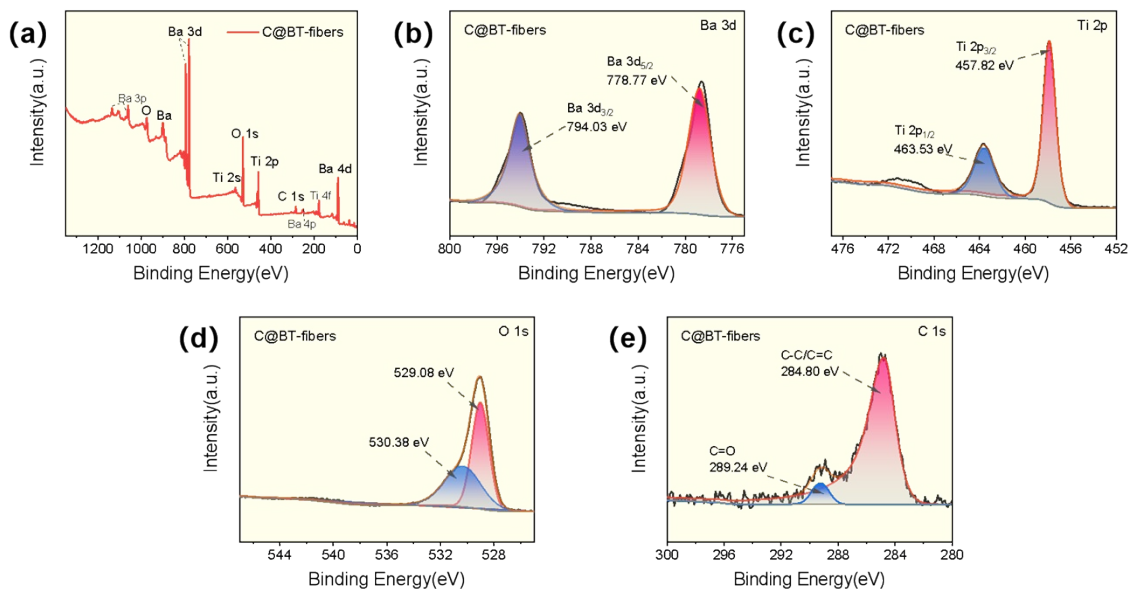 (a)
Ba 3d
C@BT-fibers
Ba 3p
O
Ba
O 1s
Ti 2s
Ti 2p
C 1s
Ti 4f
Ba 4p
Ba 4d
Intensity(a.u.)
1200 1000 800 600 400 200 0
Binding Energy(eV)
(b)
C@BT-fibers
Ba 3d
Ba 3d5/2
778.77 eV
Ba 3d3/2
794.03 eV
Intensity(a.u.)
800 796 792 788 784 780 776
Binding Energy(eV)
(c)
C@BT-fibers
Ti 2p
Ti 2p3/2
457.82 eV
Ti 2p1/2
463.53 eV
Intensity(a.u.)
476 472 468 464 460 456 452
Binding Energy(eV)
(d)
C@BT-fibers
O 1s
529.08 eV
530.38 eV
Intensity(a.u.)
544 540 536 532 528
Binding Energy(eV)
(e)
C@BT-fibers
C 1s
C-C/C=C
284.80 eV
C=O
289.24 eV
Intensity(a.u.)
300 296 292 288 284 280
Binding Energy(eV)